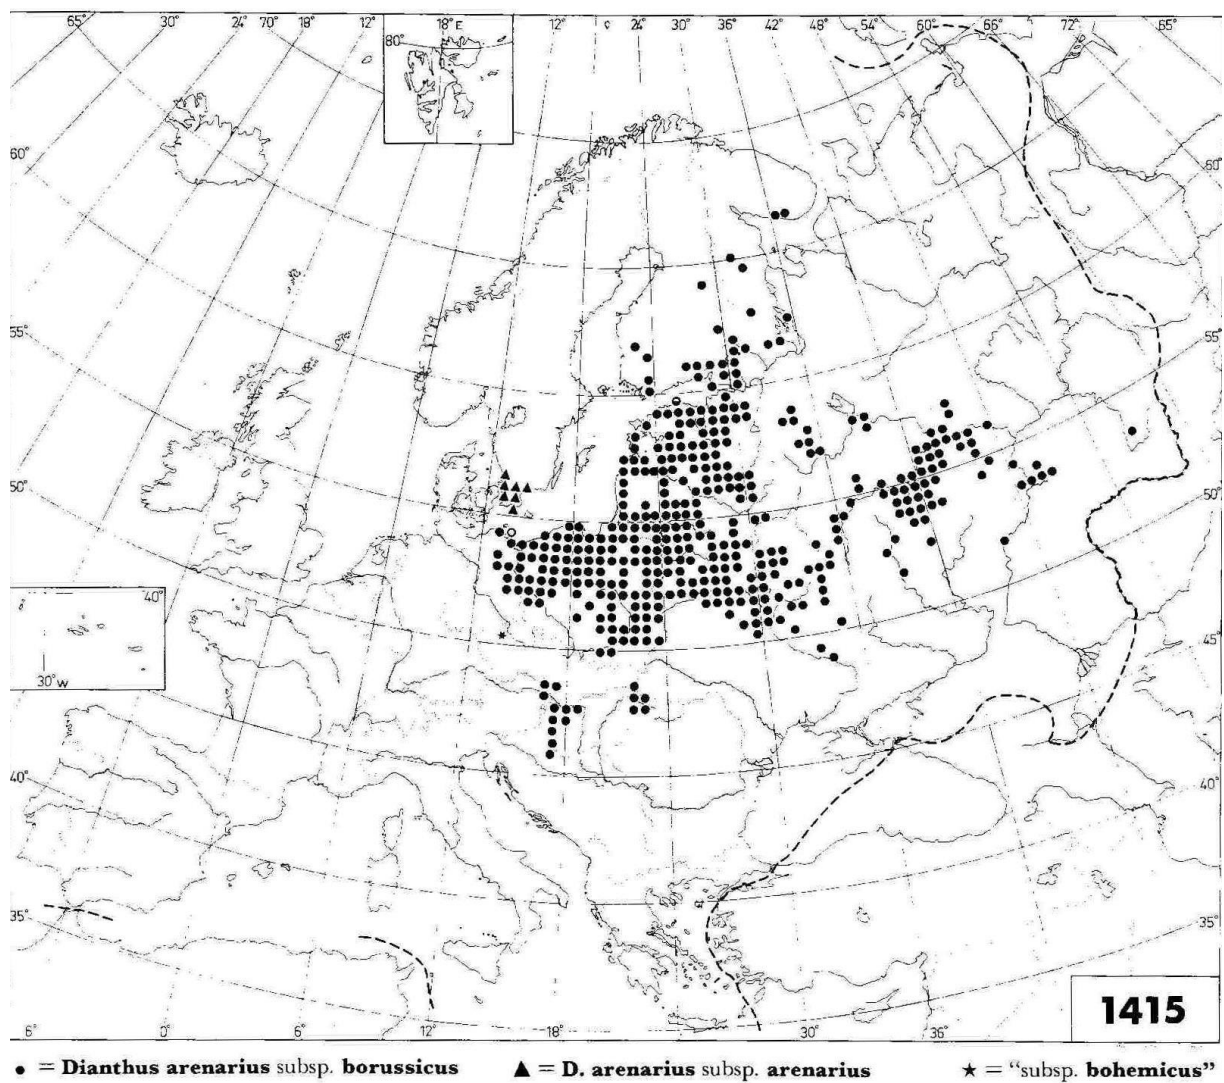 65° 30° 24° 70° 18° 12° 18° E 12° 24° 30° 36° 42° 48° 54° 60° 66° 72° 65°
80°
60° 60°
55° 55°
50° 50°
40° 45°
30° W
40° 40°
35° 35°
6° 0° 6° 12° 18° 30° 36°
1415
● = Dianthus arenarius subsp. borussicus ▲ = D. arenarius subsp. arenarius ★ = “subsp. bohemicus”